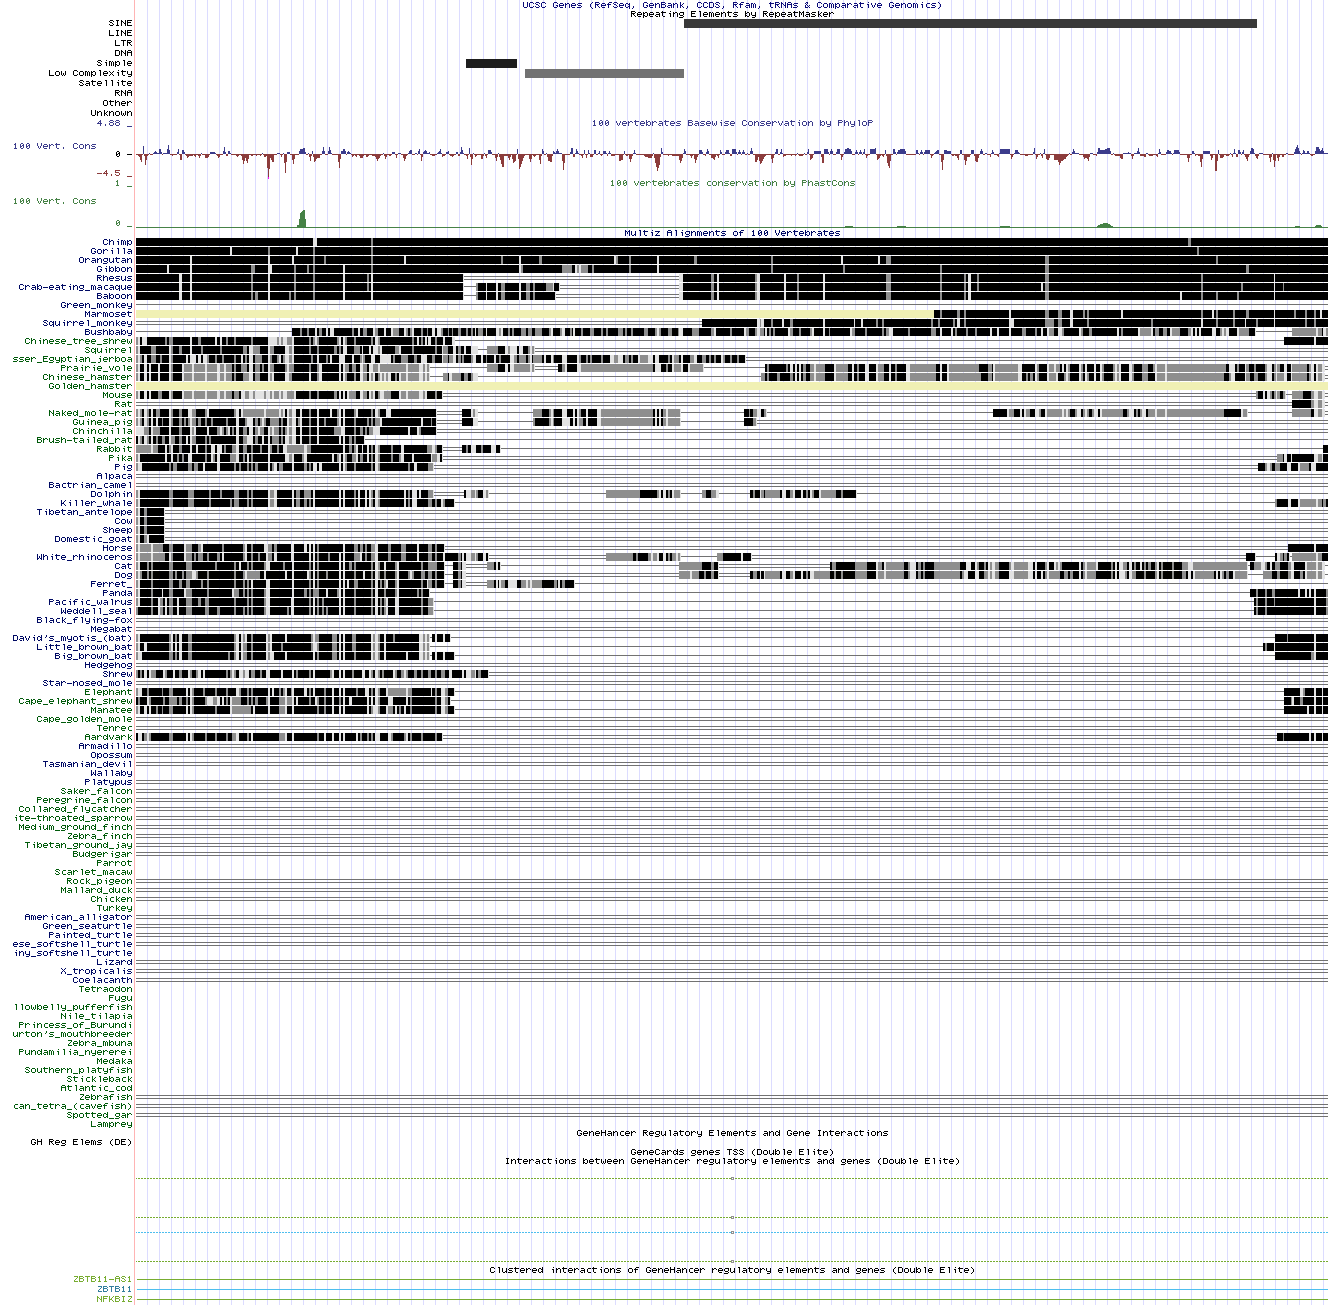 UCSC Genes (RefSeq, GenBank, CCDS, Rfam, tRNAs & Comparative Genomics)
Repeating Elements by RepeatMasker
SINE
LINE
LTR
DNA
Simple
Low Complexity
Satellite
RNA
Other
Unknown
4.88 _
100 vertebrates Basewise Conservation by PhyloP
100 Vert. Cons
0 -
-4.5 _
100 vertebrates conservation by PhastCons
1 _
100 Vert. Cons
0 _
Multiz Alignments of 100 Vertebrates
Chimp
Gorilla
Orangutan
Gibbon
Rhesus
Crab-eating_macaque
Baboon
Green_monkey
Marmoset
Squirrel_monkey
Bushbaby
Chinese_tree_shrew
Squirrel
sser_Egyptian_jerboa
Prairie_vole
Chinese_hamster
Golden_hamster
Mouse
Rat
Naked_mole-rat
Guinea_pig
Chinchilla
Brush-tailed_rat
Rabbit
Pika
Pig
Alpaca
Bactrian_camel
Dolphin
Killer_whale
Tibetan_antelope
Cow
Sheep
Domestic_goat
Horse
White_rhinoceros
Cat
Dog
Ferret_
Panda
Pacific_walrus
Weddell_seal
Black_flying-fox
Megabat
David's_myotis_(bat)
Little_brown_bat
Big_brown_bat
Hedgehog
Shrew
Star-nosed_mole
Elephant
Cape_elephant_shrew
Manatee
Cape_golden_mole
Tenrec
Aardvark
Armadillo
Opossum
Tasmanian_devil
Wallaby
Platypus
Saker_falcon
Peregrine_falcon
Collared_flycatcher
ite-throated_sparrow
Medium_ground_finch
Zebra_finch
Tibetan_ground_jay
Budgerigar
Parrot
Scarlet_macaw
Rock_pigeon
Mallard_duck
Chicken
Turkey
American_alligator
Green_seaturtle
Painted_turtle
ese_softshell_turtle
iny_softshell_turtle
Lizard
X_tropicalis
Coelacanth
Tetraodon
Fugu
llowbelly_pufferfish
Nile_tilapia
Princess_of_Burundi
urton's_mouthbreeder
Zebra_mbuna
Pundamilia_nyererei
Medaka
Southern_platyfish
Stickleback
Atlantic_cod
Zebrafish
can_tetra_(cavefish)
Spotted_gar
Lamprey
GeneHancer Regulatory Elements and Gene Interactions
GH Reg Elems (DE)
GeneCards genes TSS (Double Elite)
Interactions between GeneHancer regulatory elements and genes (Double Elite)
Clustered interactions of GeneHancer regulatory elements and genes (Double Elite)
ZBTB11-AS1
ZBTB11
NFKBIZ